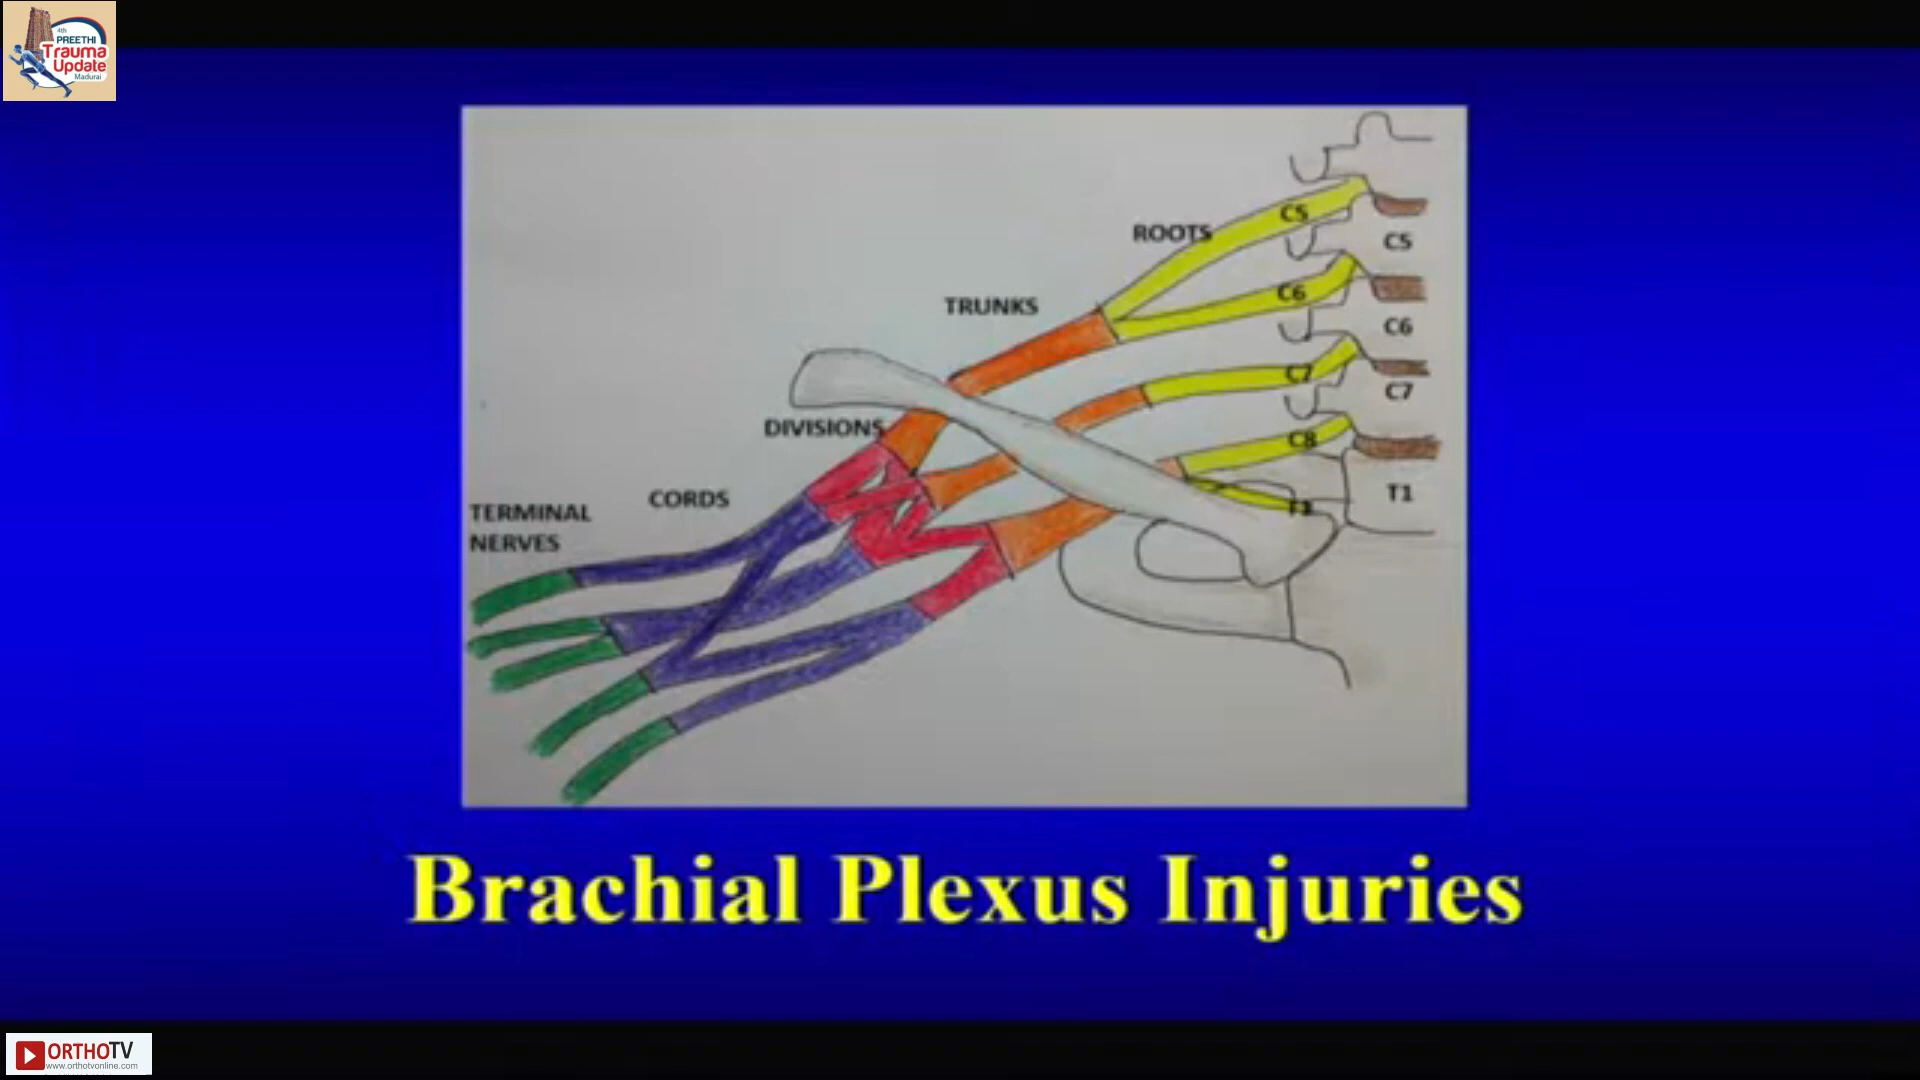 4th
PREETHI
Trauma
Update
Madurai
ROOTS
C5
C5
TRUNKS
C6
C6
C7
C7
DIVISIONS
C8
T1
CORDS
TERMINAL
NERVES
Brachial Plexus Injuries
ORTHOTV
www.orthotvonline.com